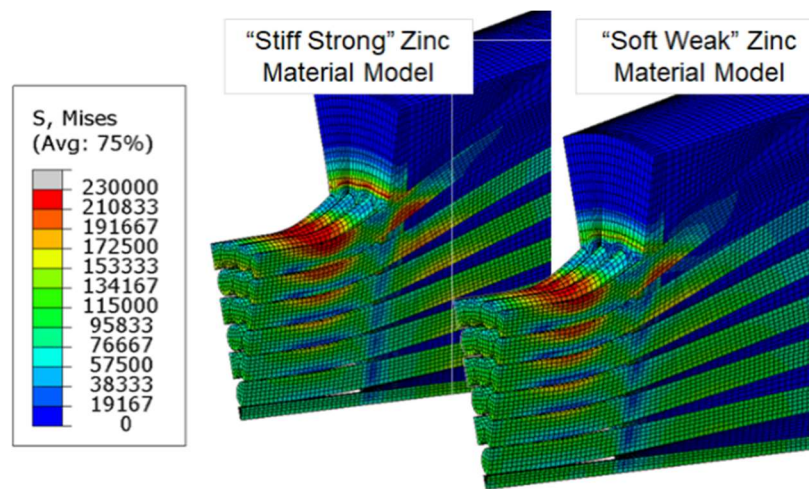 “Stiff Strong” Zinc
Material Model
“Soft Weak” Zinc
Material Model
S, Mises
(Avg: 75%)
230000
210833
191667
172500
153333
134167
115000
95833
76667
57500
38333
19167
0